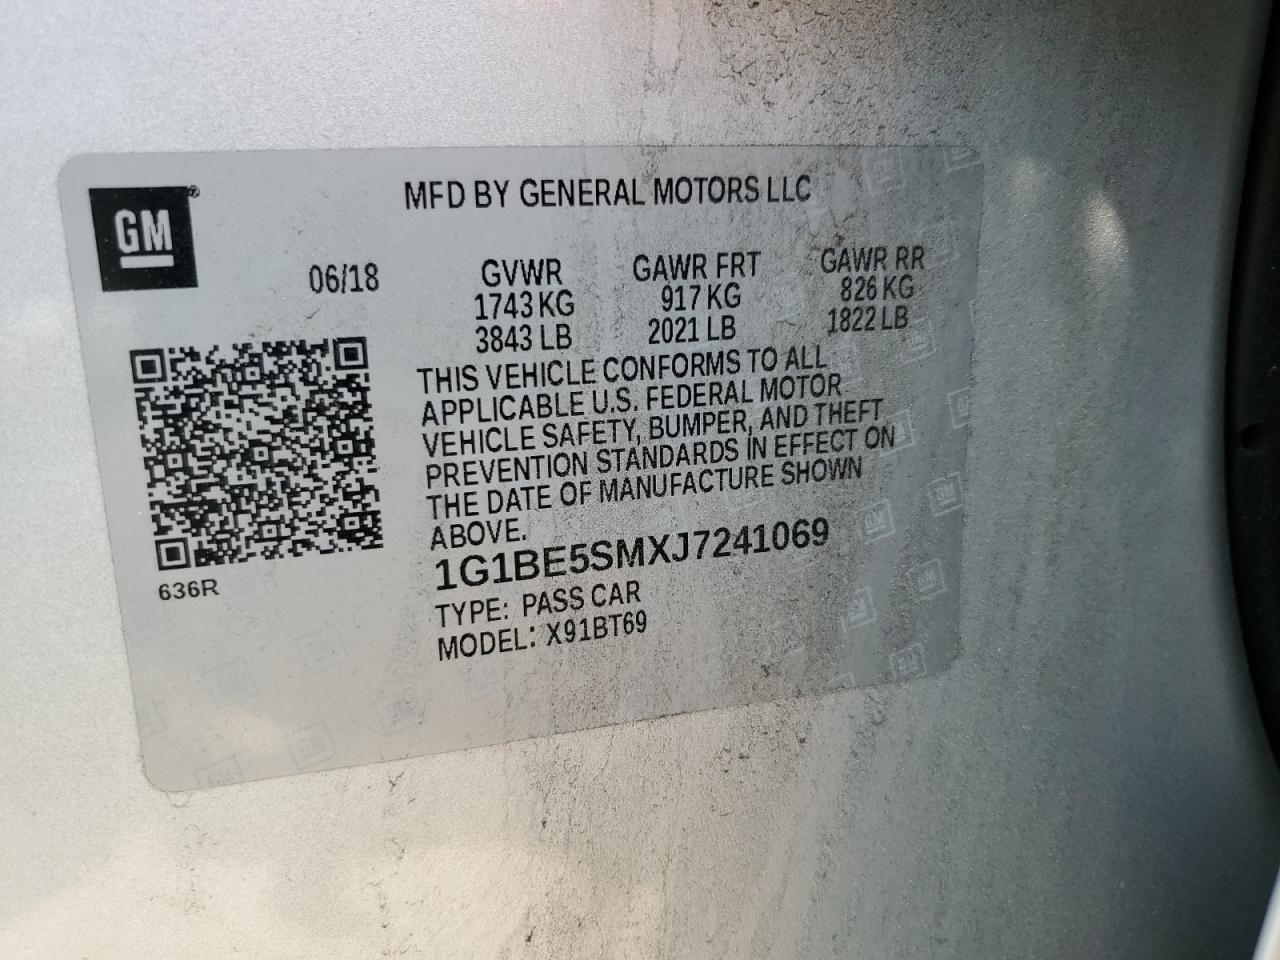 MFD BY GENERAL MOTORS LLC
GM®
06/18
GVWR GAWR FRT GAWR RR
1743 KG 917 KG 826 KG
3843 LB 2021 LB 1822 LB
THIS VEHICLE CONFORMS TO ALL
APPLICABLE U.S. FEDERAL MOTOR
VEHICLE SAFETY, BUMPER, AND THEFT
PREVENTION STANDARDS IN EFFECT ON
THE DATE OF MANUFACTURE SHOWN
ABOVE.
1G1BE5SMXJ7241069
636R
TYPE: PASS CAR
MODEL: X91BT69